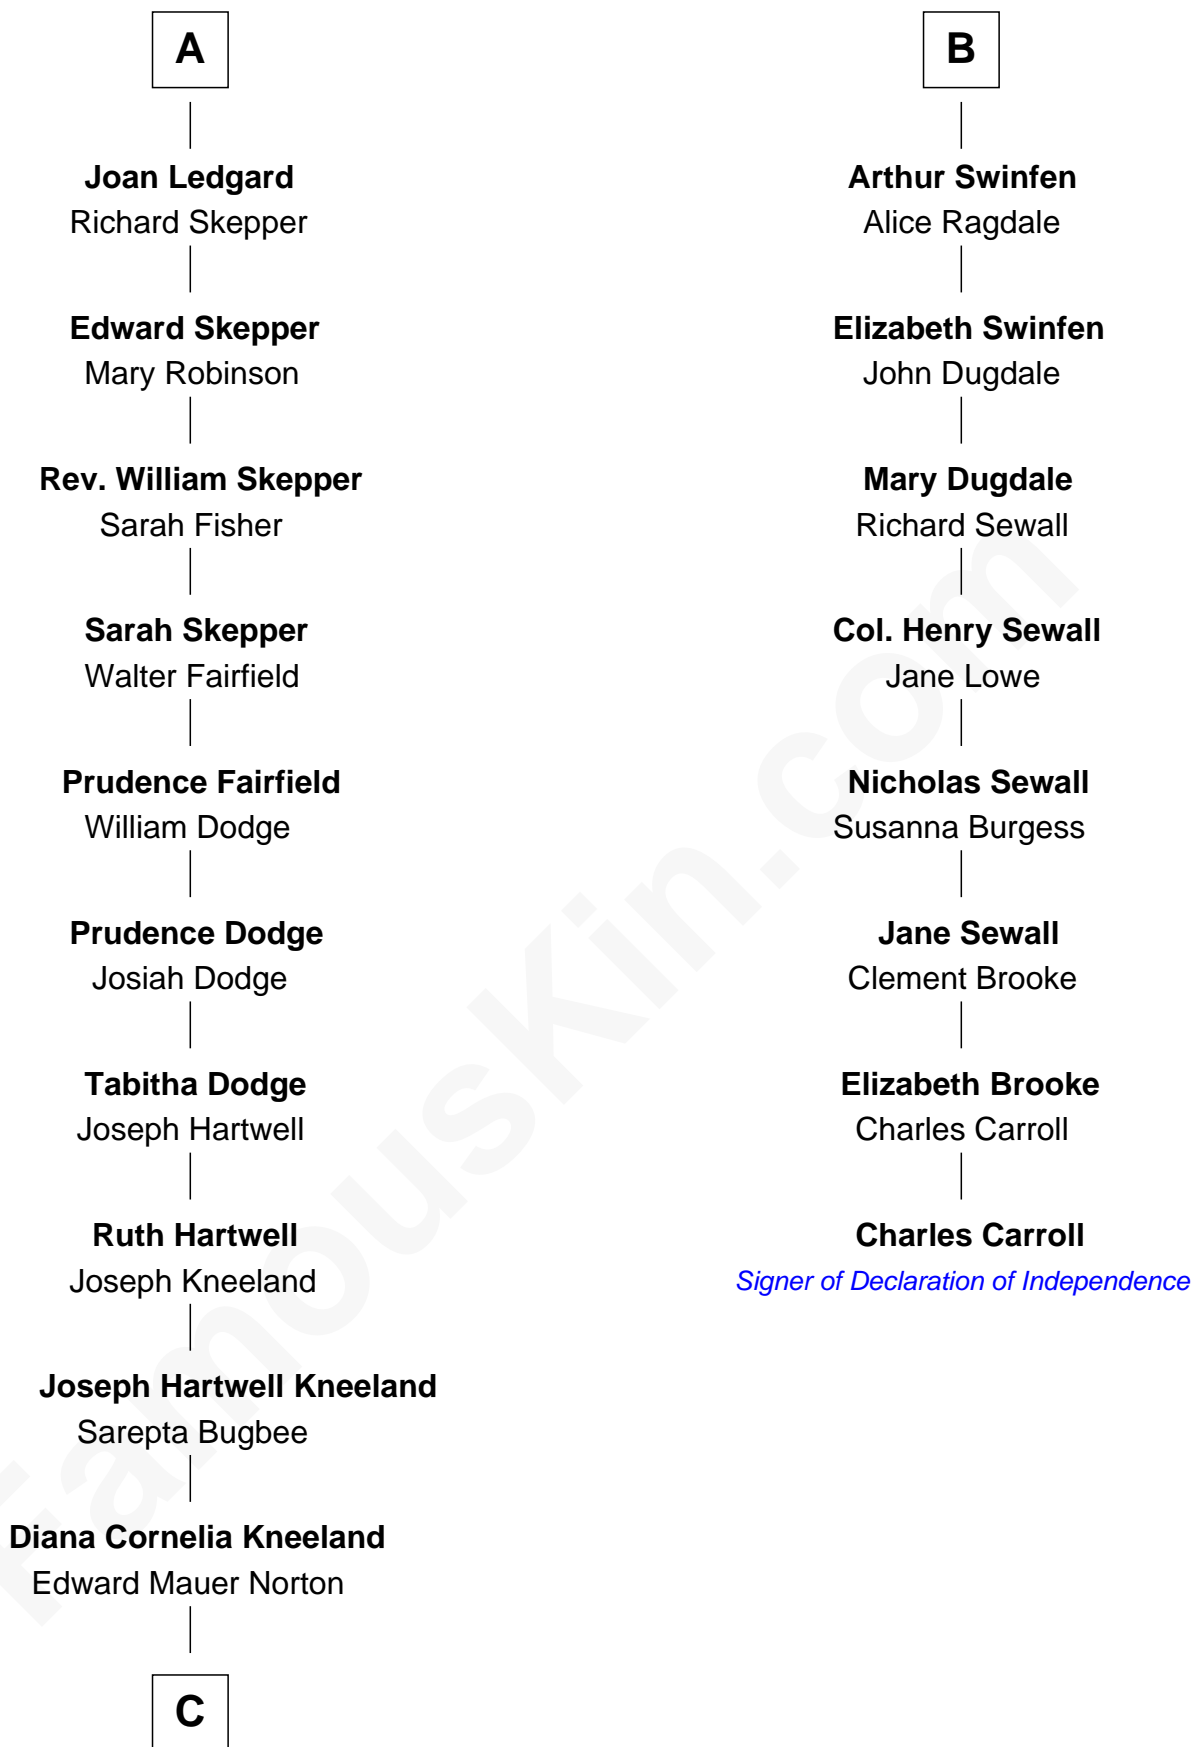 A
Joan Ledgard
Richard Skepper
Edward Skepper
Mary Robinson
Rev. William Skepper
Sarah Fisher
Sarah Skepper
Walter Fairfield
Prudence Fairfield
William Dodge
Prudence Dodge
Josiah Dodge
Tabitha Dodge
Joseph Hartwell
Ruth Hartwell
Joseph Kneeland
Joseph Hartwell Kneeland
Sarepta Bugbee
Diana Cornelia Kneeland
Edward Mauer Norton
C
B
Arthur Swinfen
Alice Ragdale
Elizabeth Swinfen
John Dugdale
Mary Dugdale
Richard Sewall
Col. Henry Sewall
Jane Lowe
Nicholas Sewall
Susanna Burgess
Jane Sewall
Clement Brooke
Elizabeth Brooke
Charles Carroll
Charles Carroll
Signer of Declaration of Independence
FamousKin.com